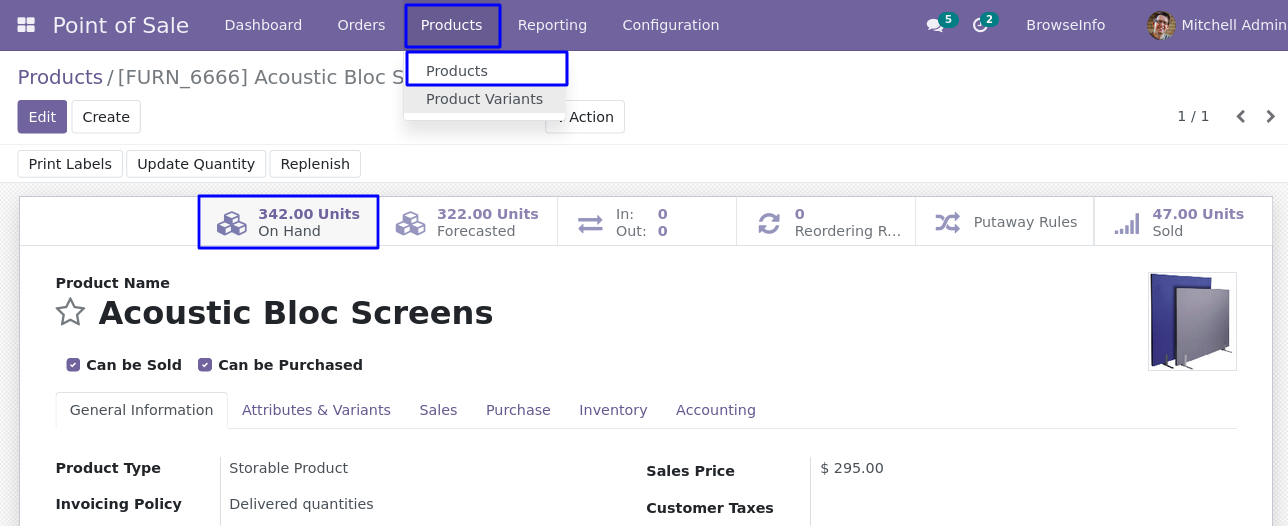 Point of Sale Dashboard Orders Products Reporting Configuration 5 2 BrowseInfo Mitchell Admin
Products
Product Variants
Products / [FURN_6666] Acoustic Bloc S
Edit Create Action 1 / 1
Print Labels Update Quantity Replenish
342.00 Units 322.00 Units In: 0 0 47.00 Units
On Hand Forecasted Out: 0 Reordering R... Putaway Rules Sold
Product Name
Acoustic Bloc Screens
Can be Sold Can be Purchased
General Information Attributes & Variants Sales Purchase Inventory Accounting
Product Type Storable Product Sales Price $ 295.00
Invoicing Policy Delivered quantities Customer Taxes